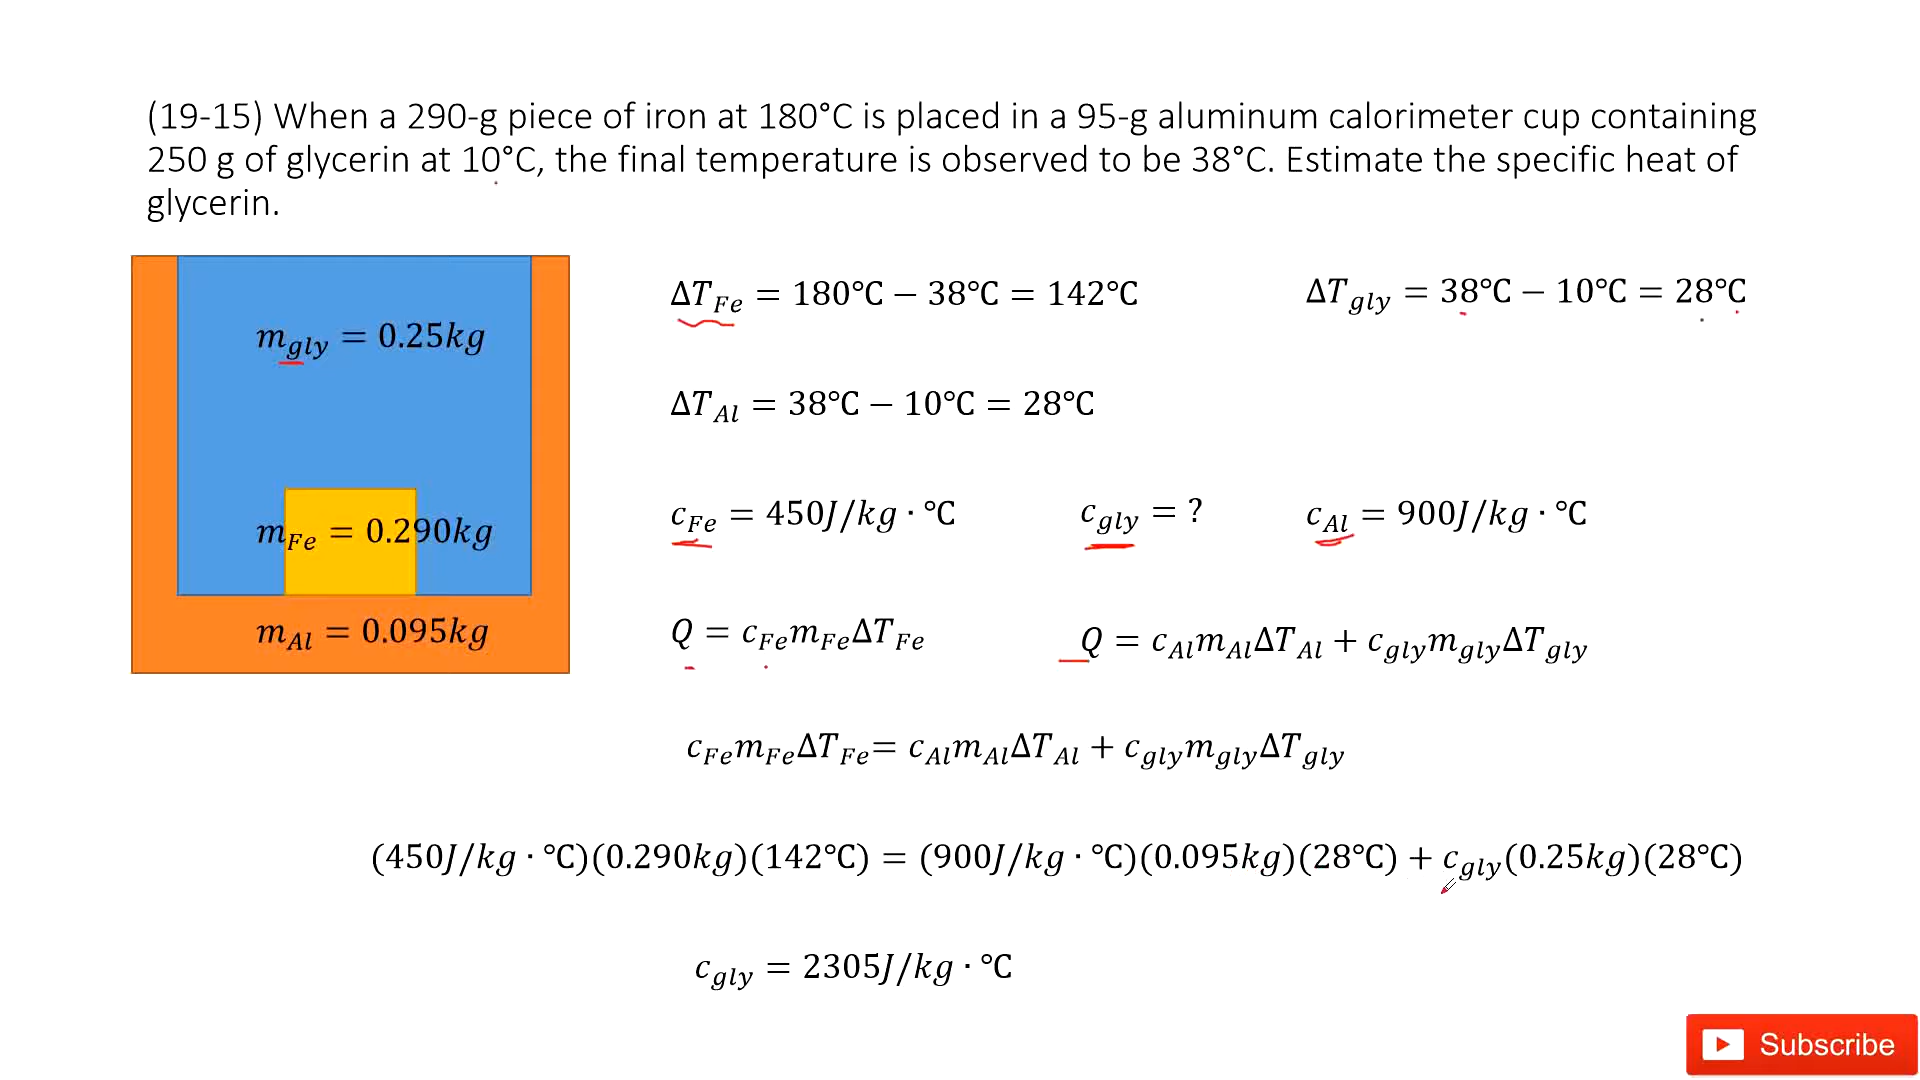 (19-15) When a 290-g piece of iron at 180°C is placed in a 95-g aluminum calorimeter cup containing
250 g of glycerin at 10°C, the final temperature is observed to be 38°C. Estimate the specific heat of
glycerin.
m_gly = 0.25kg
m_Fe = 0.290kg
m_Al = 0.095kg
ΔT_Fe = 180℃ − 38℃ = 142℃
ΔT_gly = 38℃ − 10℃ = 28℃
ΔT_Al = 38℃ − 10℃ = 28℃
c_Fe = 450J/kg · ℃
c_gly = ?
c_Al = 900J/kg · ℃
Q = c_Fe m_Fe ΔT_Fe
Q = c_Al m_Al ΔT_Al + c_gly m_gly ΔT_gly
c_Fe m_Fe ΔT_Fe = c_Al m_Al ΔT_Al + c_gly m_gly ΔT_gly
(450J/kg · ℃)(0.290kg)(142℃) = (900J/kg · ℃)(0.095kg)(28℃) + c_gly(0.25kg)(28℃)
c_gly = 2305J/kg · ℃
Subscribe